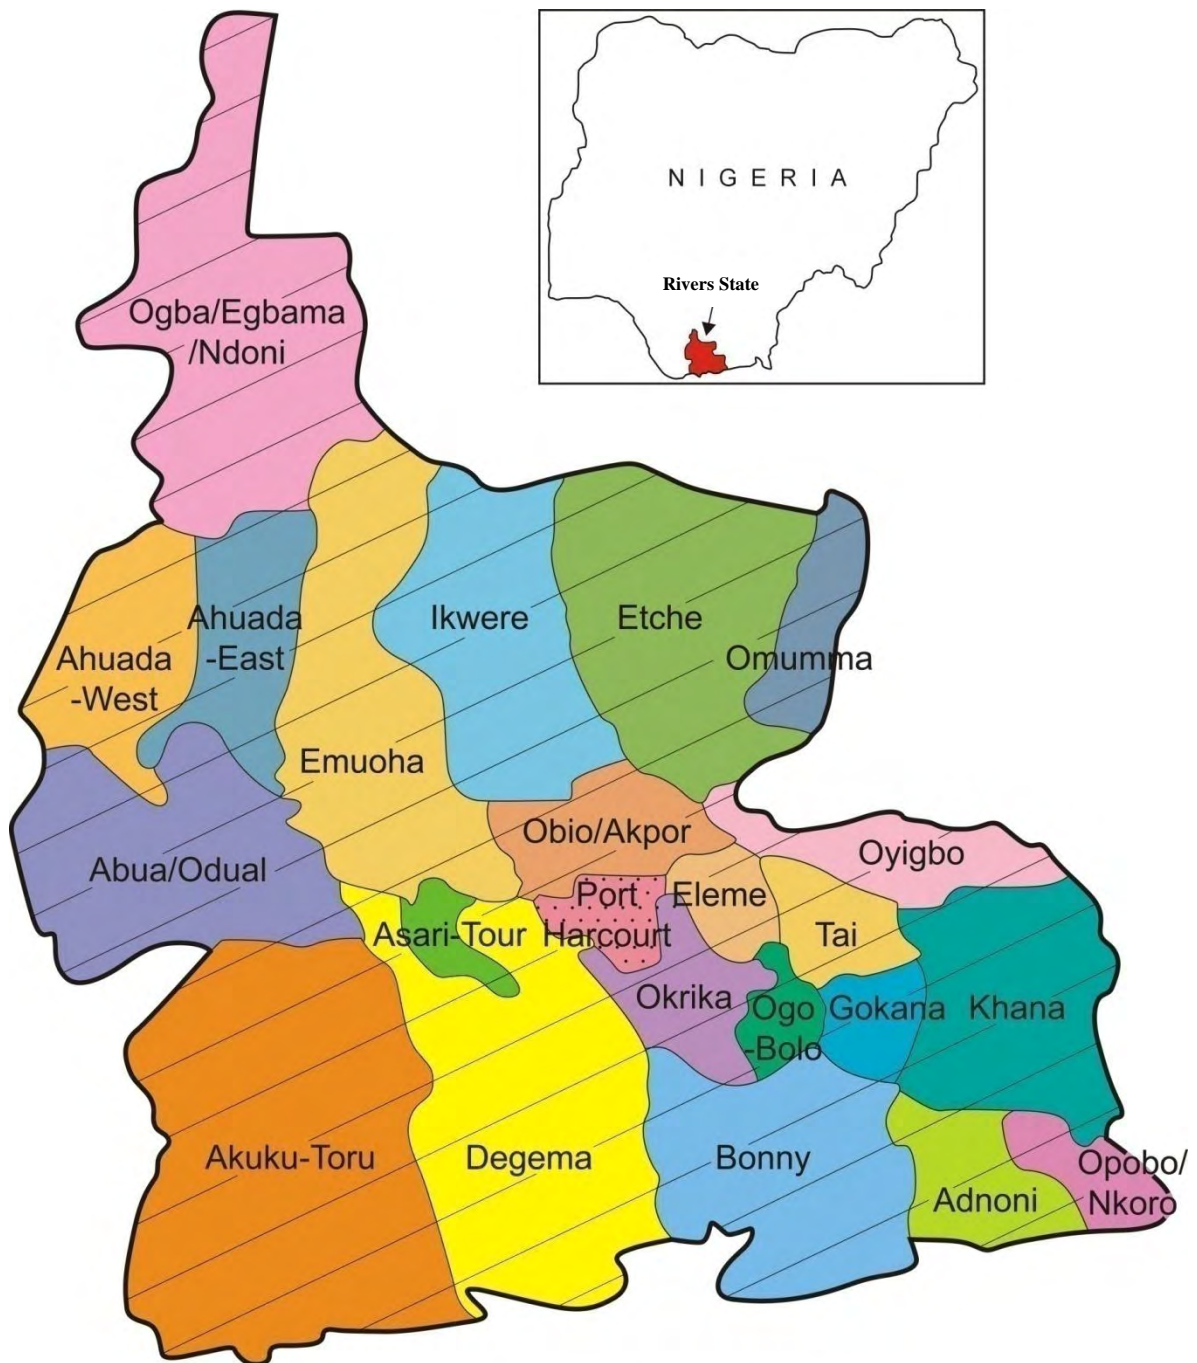 NIGERIA
Rivers State
Ogba/Egbama
/Ndoni
Ahuada
-East
Ikwere
Etche
Ahuada
-West
Omumma
Emuoha
Obio/Akpor
Oyigbo
Abua/Odual
Port
Harcourt
Eleme
Asari-Tour
Tai
Okrika
Ogo
-Bolo
Gokana
Khana
Akuku-Toru
Degema
Bonny
Opobo/
Nkoro
Adnoni